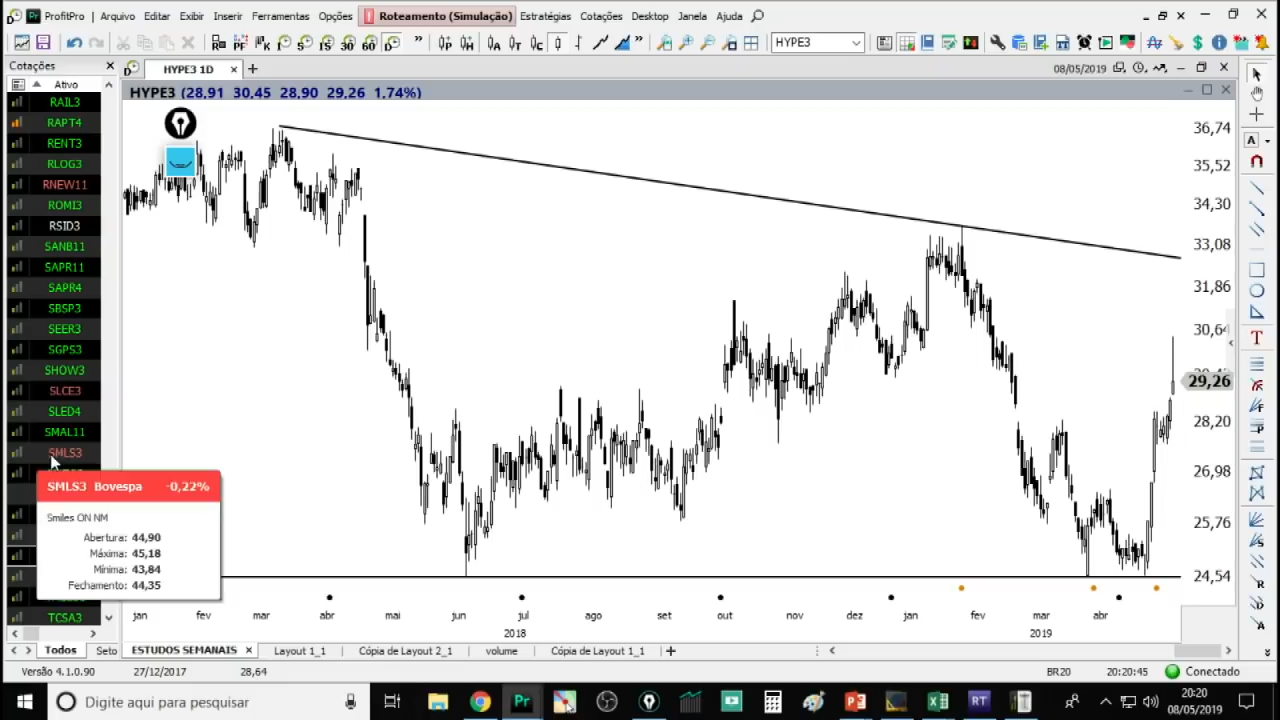 ProfitPro Arquivo Editar Exibir Inserir Ferramentas Opções Roteamento (Simulação) Estratégias Cotações Desktop Janela Ajuda
5 15 30 60 D » HYPE3
Cotações
HYPE3 1D
08/05/2019
Ativo
HYPE3 (28,91 30,45 28,90 29,26 1,74%)
RAIL3
RAPT4
RENT3
RLOG3
RNEW11
ROMI3
RSID3
SANB11
SAPR11
SAPR4
SBSP3
SEER3
SGPS3
SHOW3
SLCE3
SLED4
SMAL11
SMLS3
SMLS3 Bovespa -0,22%
Smiles ON NM
Abertura: 44,90
Máxima: 45,18
Mínima: 43,84
Fechamento: 44,35
TCSA3
36,74
35,52
34,30
33,08
31,86
30,64
29,26
28,20
26,98
25,76
24,54
jan fev mar abr mai jun jul ago set out nov dez jan fev mar abr
2018 2019
Todos Seto ESTUDOS SEMANAIS Layout 1_1 Cópia de Layout 2_1 volume Cópia de Layout 1_1
Versão 4.1.0.90 27/12/2017 28,64 BR20 20:20:45 Conectado
Digite aqui para pesquisar
Pr
RT
20:20
08/05/2019